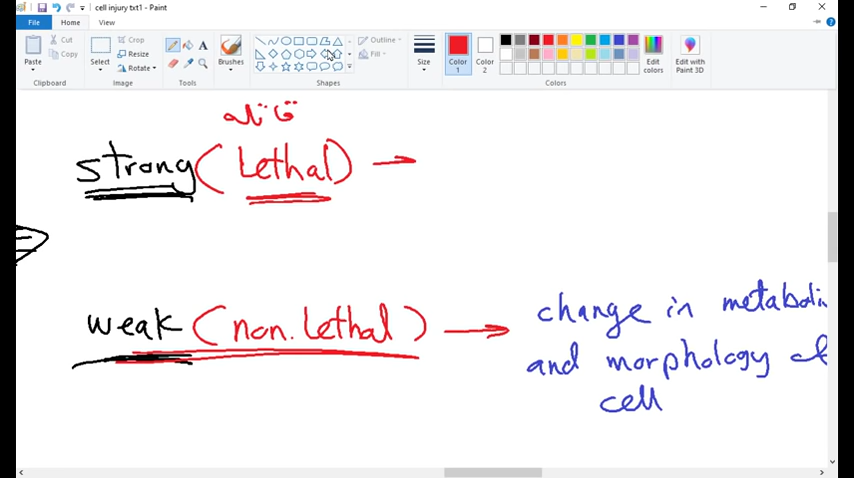 cell injury txt1 - Paint
File
Home
View
Paste
Cut
Copy
Clipboard
Select
Crop
Resize
Rotate
Image
Tools
Brushes
Shapes
Outline
Fill
Size
Color 1
Color 2
Edit colors
Edit with Paint 3D
Colors
قاتلة
strong (Lethal) →
weak (non.Lethal) →
change in
and morphology
cell